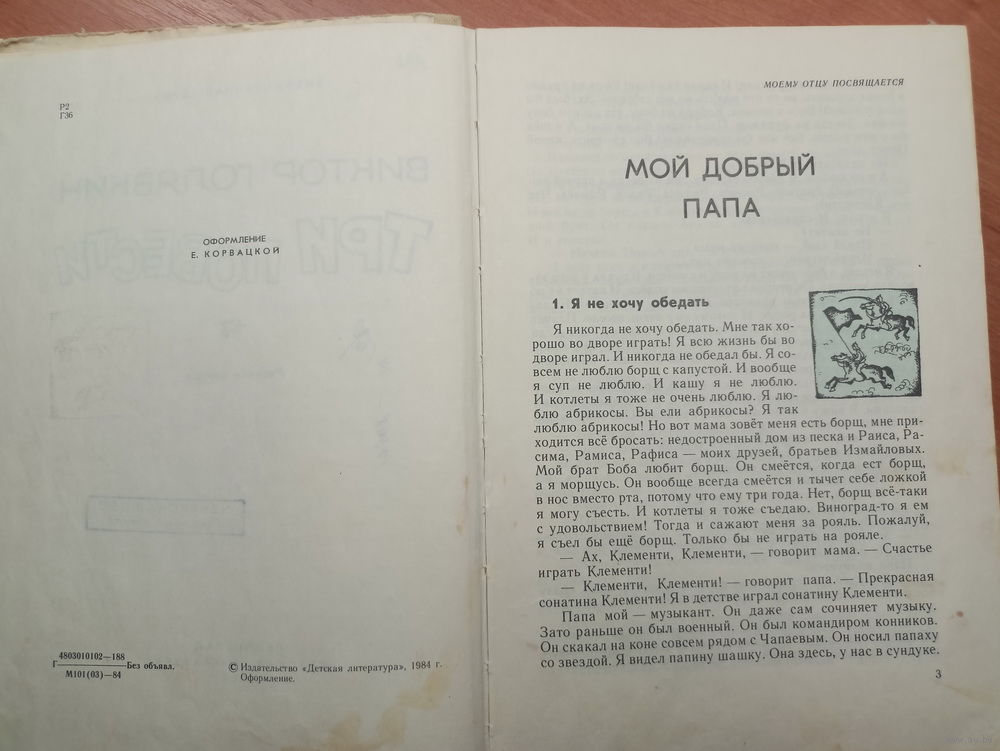 Р2
Г36
ОФОРМЛЕНИЕ
Е. КОРВАЦКОЙ
4803010102—188
Г————Без объявл.
М101(03)—84
© Издательство «Детская литература», 1984 г.
Оформление.
МОЕМУ ОТЦУ ПОСВЯЩАЕТСЯ
МОЙ ДОБРЫЙ
ПАПА
1. Я не хочу обедать
Я никогда не хочу обедать. Мне так хо-
рошо во дворе играть! Я всю жизнь бы во
дворе играл. И никогда не обедал бы. Я со-
всем не люблю борщ с капустой. И вообще
я суп не люблю. И кашу я не люблю.
И котлеты я тоже не очень люблю. Я лю-
блю абрикосы. Вы ели абрикосы? Я так
люблю абрикосы! Но вот мама зовёт меня есть борщ, мне при-
ходится всё бросать: недостроенный дом из песка и Раиса, Ра-
сима, Рамиса, Рафиса — моих друзей, братьев Измайловых.
Мой брат Боба любит борщ. Он смеётся, когда ест борщ,
а я морщусь. Он вообще всегда смеётся и тычет себе ложкой
в нос вместо рта, потому что ему три года. Нет, борщ всё-таки
я могу съесть. И котлеты я тоже съедаю. Виноград-то я ем
с удовольствием! Тогда и сажают меня за рояль. Пожалуй,
я съел бы ещё борщ. Только бы не играть на рояле.
— Ах, Клементи, Клементи, — говорит мама. — Счастье
играть Клементи!
— Клементи, Клементи! — говорит папа. — Прекрасная
сонатина Клементи! Я в детстве играл сонатину Клементи.
Папа мой — музыкант. Он даже сам сочиняет музыку.
Зато раньше он был военный. Он был командиром конников.
Он скакал на коне совсем рядом с Чапаевым. Он носил папаху
со звездой. Я видел папину шашку. Она здесь, у нас в сундуке.
3